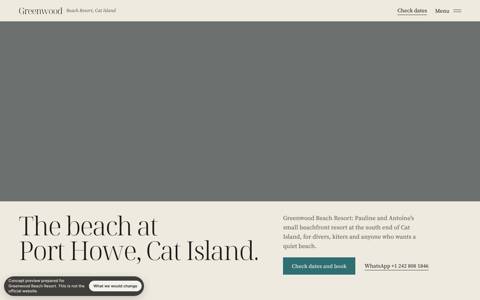 Greenwood Beach Resort, Cat Island
Check dates
Menu
The beach at
Port Howe, Cat Island.
Greenwood Beach Resort: Pauline and Antoine's
small beachfront resort at the south end of Cat
Island, for divers, kiters and anyone who wants a
quiet beach.
Check dates and book
WhatsApp +1 242 808 1846
Concept preview prepared for
Greenwood Beach Resort. This is not the
official website.
What we would change